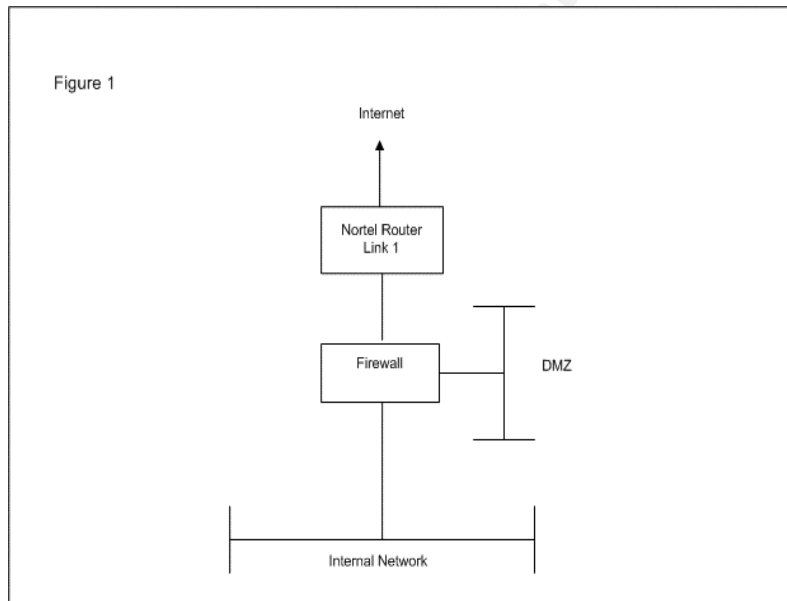 Figure 1
Internet
Nortel Router
Link 1
Firewall
DMZ
Internal Network